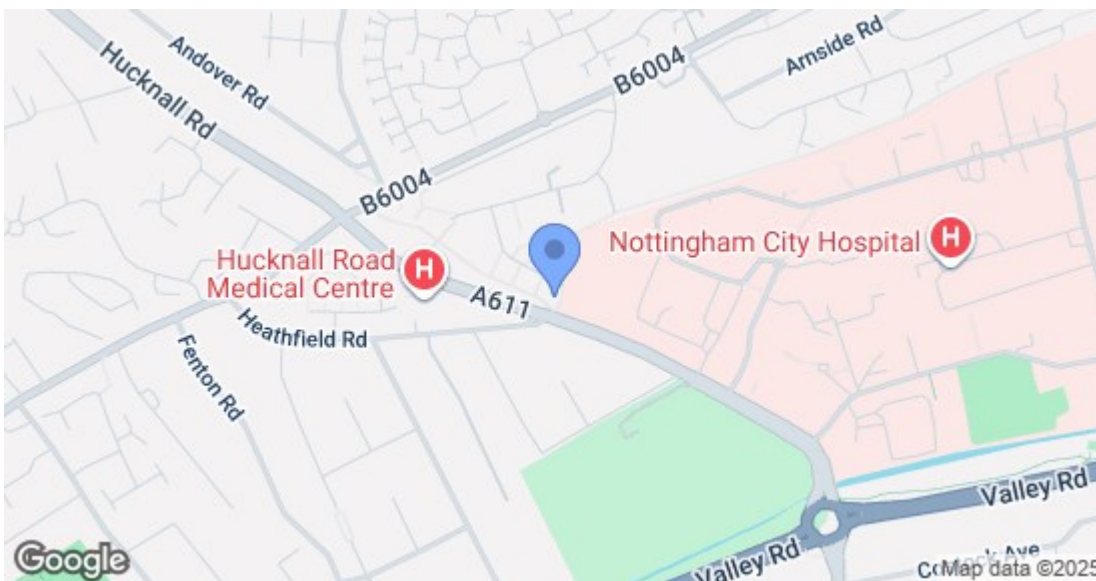 Andover Rd
Hucknall Rd
B6004
Arnside Rd
B6004
Nottingham City Hospital
H
Hucknall Road
Medical Centre
H
A611
Heathfield Rd
Fenton Rd
Valley Rd
Valley Rd
Google
Map data ©2025